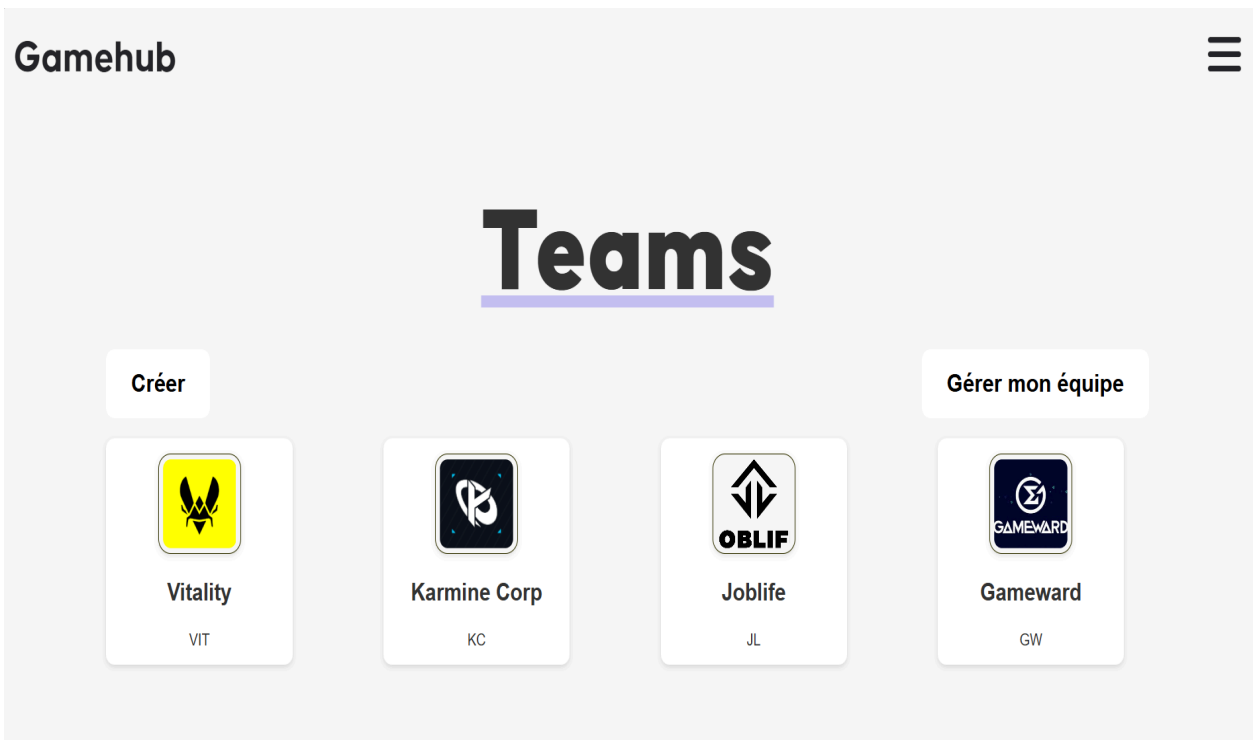 Gamehub
Teams
Créer
Gérer mon équipe
OBLIF
GAMEWARD
Vitality
Karmine Corp
Joblife
Gameward
VIT
KC
JL
GW